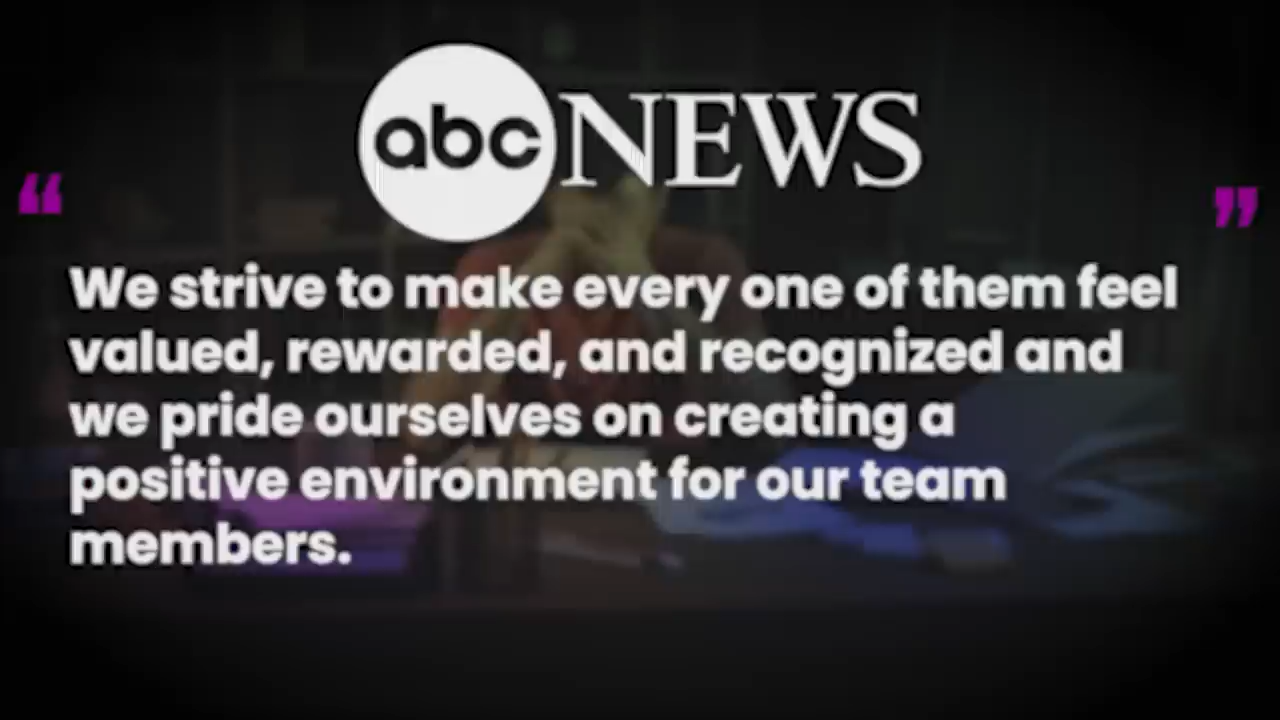 abc NEWS
“ ”
We strive to make every one of them feel
valued, rewarded, and recognized and
we pride ourselves on creating a
positive environment for our team
members.